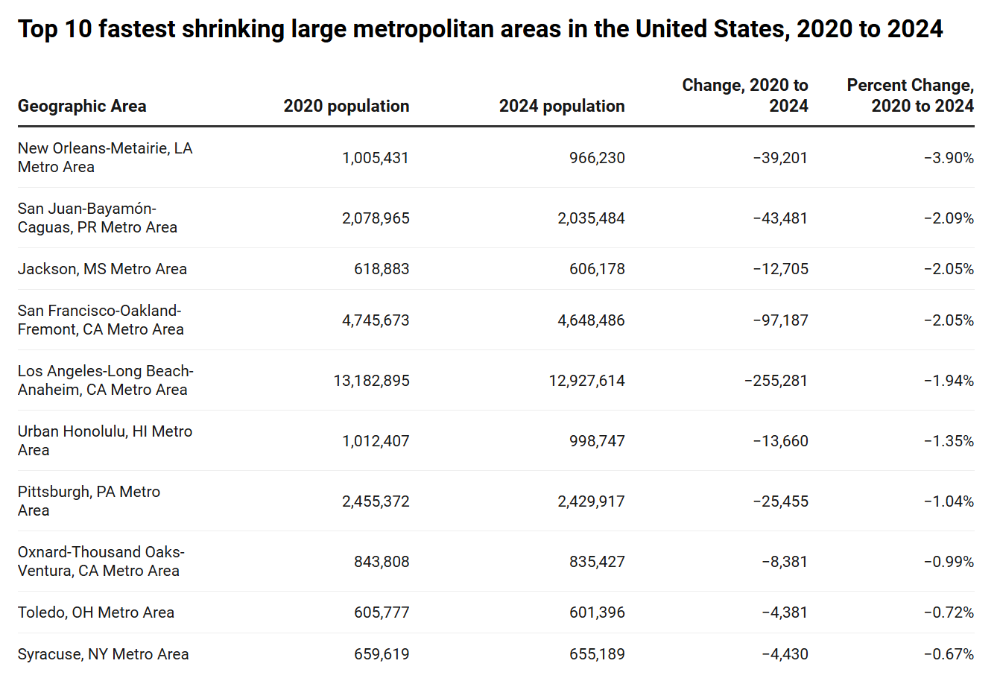 Top 10 fastest shrinking large metropolitan areas in the United States, 2020 to 2024
Geographic Area 2020 population 2024 population Change, 2020 to 2024 Percent Change, 2020 to 2024
New Orleans-Metairie, LA
Metro Area 1,005,431 966,230 −39,201 −3.90%
San Juan-Bayamón-
Caguas, PR Metro Area 2,078,965 2,035,484 −43,481 −2.09%
Jackson, MS Metro Area 618,883 606,178 −12,705 −2.05%
San Francisco-Oakland-
Fremont, CA Metro Area 4,745,673 4,648,486 −97,187 −2.05%
Los Angeles-Long Beach-
Anaheim, CA Metro Area 13,182,895 12,927,614 −255,281 −1.94%
Urban Honolulu, HI Metro
Area 1,012,407 998,747 −13,660 −1.35%
Pittsburgh, PA Metro
Area 2,455,372 2,429,917 −25,455 −1.04%
Oxnard-Thousand Oaks-
Ventura, CA Metro Area 843,808 835,427 −8,381 −0.99%
Toledo, OH Metro Area 605,777 601,396 −4,381 −0.72%
Syracuse, NY Metro Area 659,619 655,189 −4,430 −0.67%